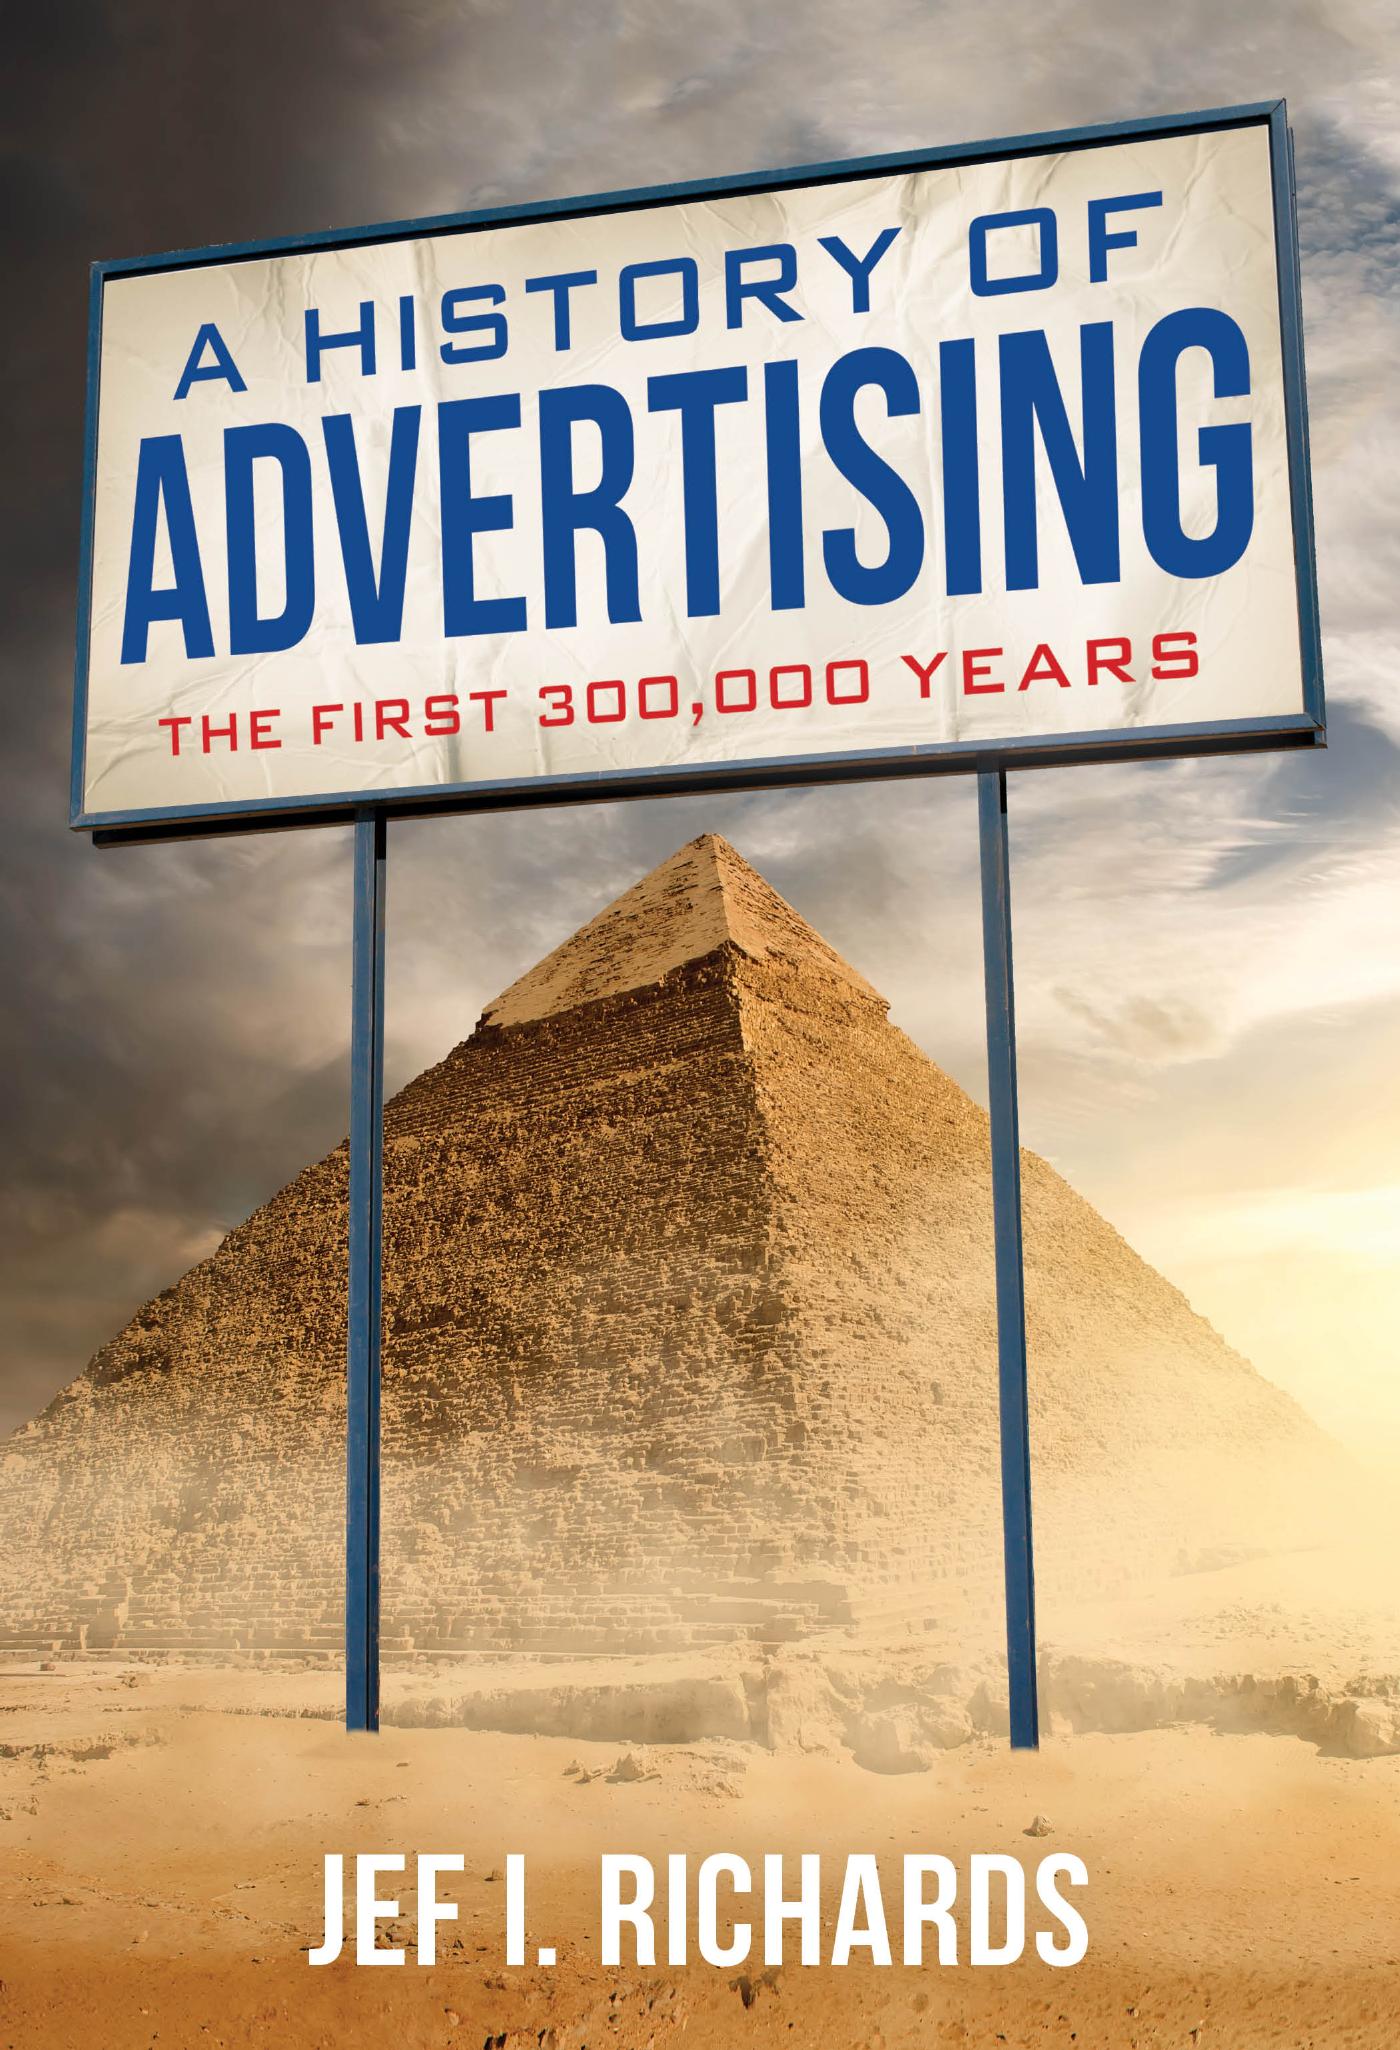 A HISTORY OF
ADVERTISING
THE FIRST 300,000 YEARS
JEF I. RICHARDS